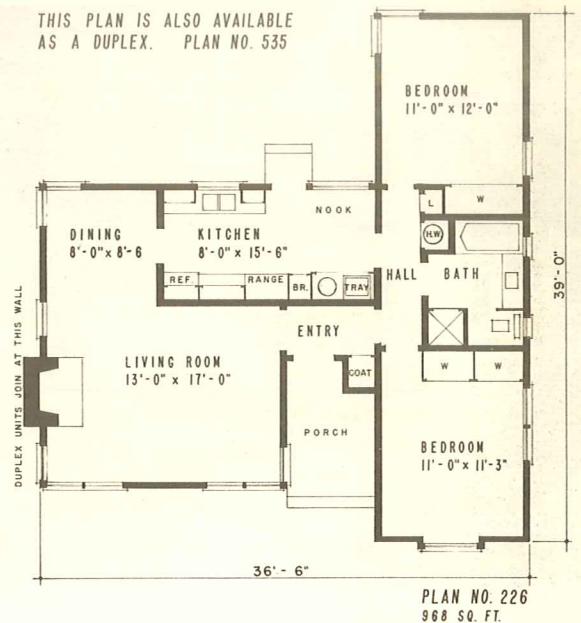 THIS PLAN IS ALSO AVAILABLE
AS A DUPLEX. PLAN NO. 535
BEDROOM
11'-0" x 12'-0"
L
W
NOOK
H.W
DINING
8'-0" x 8'-6
KITCHEN
8'-0" x 15'-6"
HALL
BATH
REF.
RANGE
BR.
TRAY
39'-0"
ENTRY
LIVING ROOM
13'-0" x 17'-0"
COAT
W
W
PORCH
BEDROOM
11'-0" x 11'-3"
DUPLEX UNITS JOIN AT THIS WALL
36'-6"
PLAN NO. 226
968 SQ. FT.